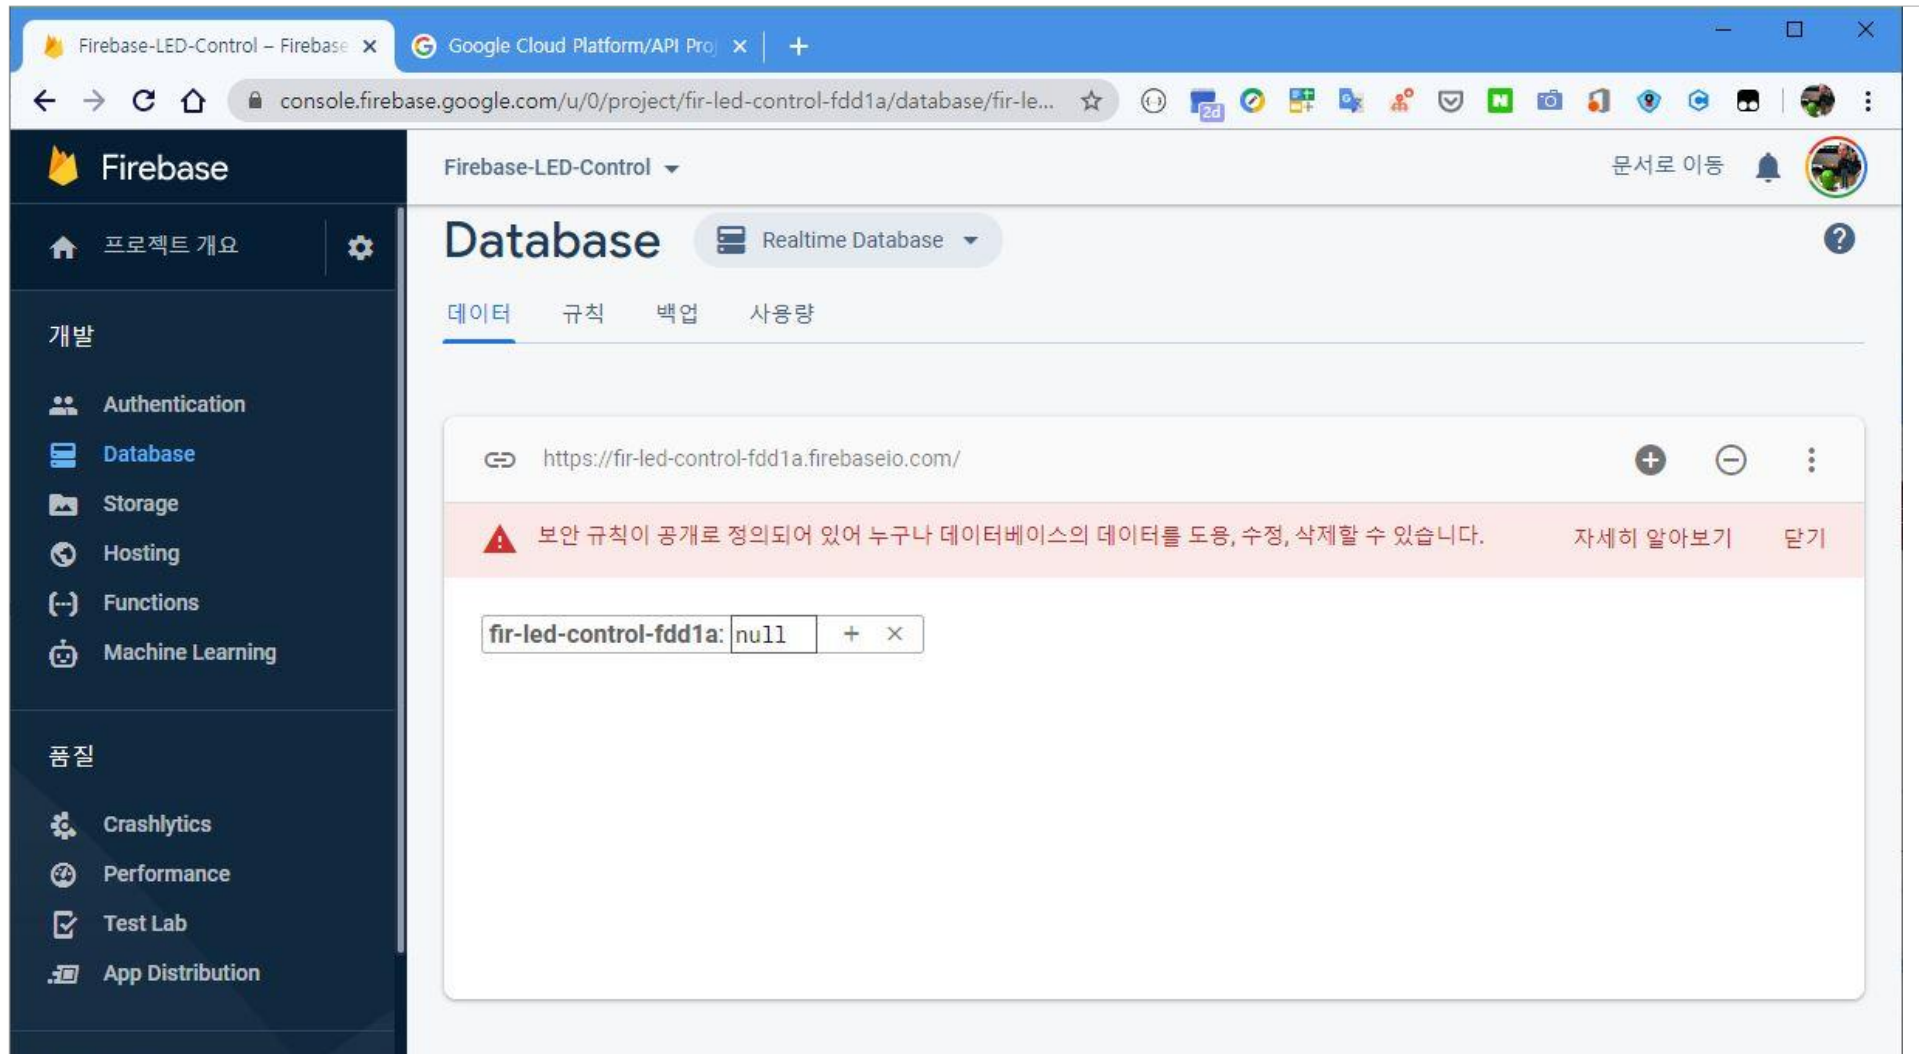 Firebase-LED-Control – Firebase
Google Cloud Platform/API Proj
console.firebase.google.com/u/0/project/fir-led-control-fdd1a/database/fir-le...
2d
Firebase
Firebase-LED-Control
문서로 이동
프로젝트 개요
Database
Realtime Database
데이터 규칙 백업 사용량
개발
Authentication
Database
Storage
Hosting
Functions
Machine Learning
https://fir-led-control-fdd1a.firebaseio.com/
보안 규칙이 공개로 정의되어 있어 누구나 데이터베이스의 데이터를 도용, 수정, 삭제할 수 있습니다. 자세히 알아보기 닫기
fir-led-control-fdd1a: null + ×
품질
Crashlytics
Performance
Test Lab
App Distribution